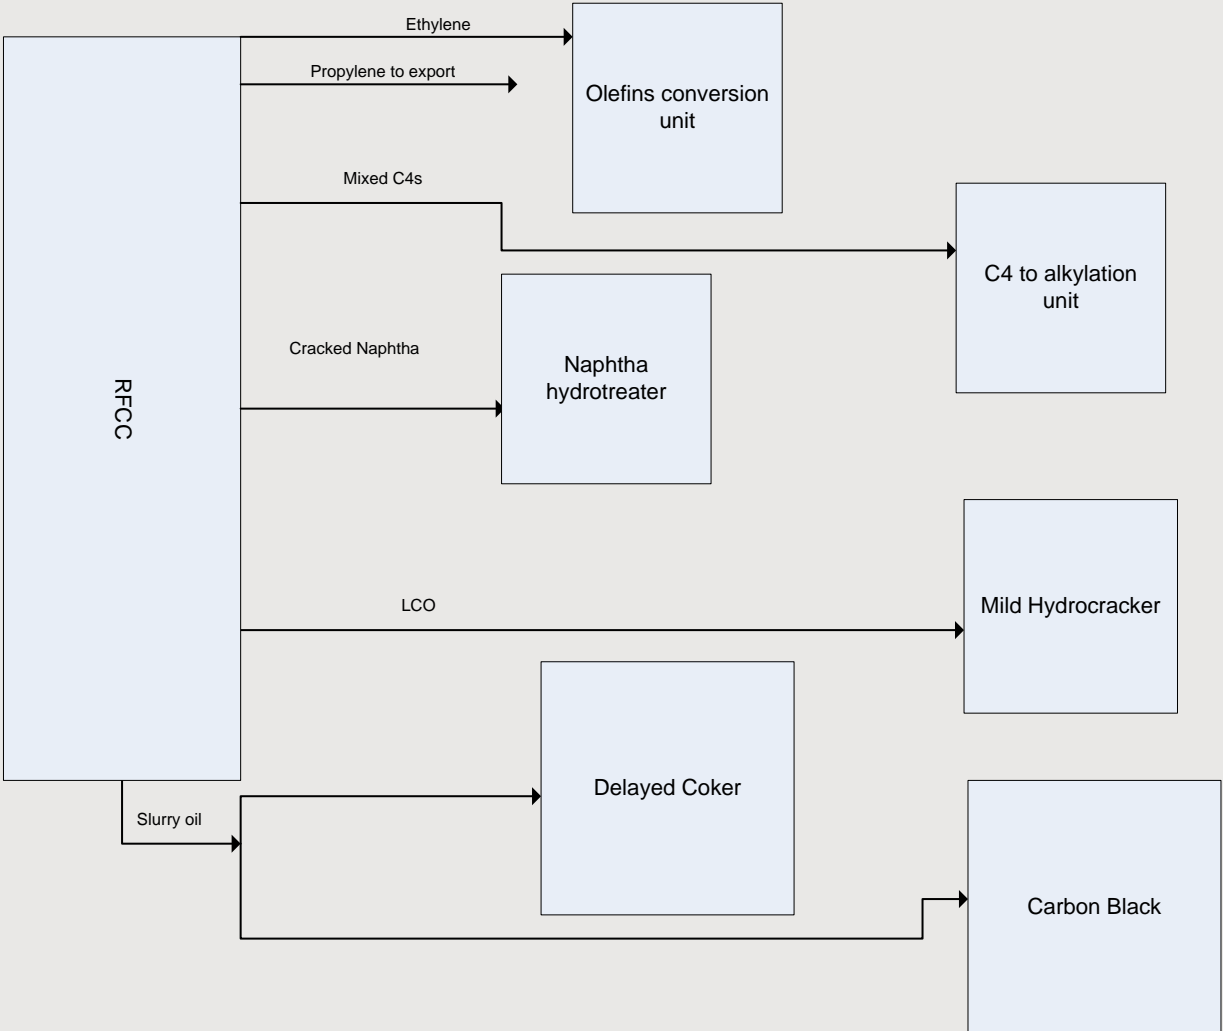 Ethylene
Propylene to export
Olefins conversion
unit
Mixed C4s
C4 to alkylation
unit
Cracked Naphtha
Naphtha
hydrotreater
RFCC
LCO
Mild Hydrocracker
Delayed Coker
Slurry oil
Carbon Black